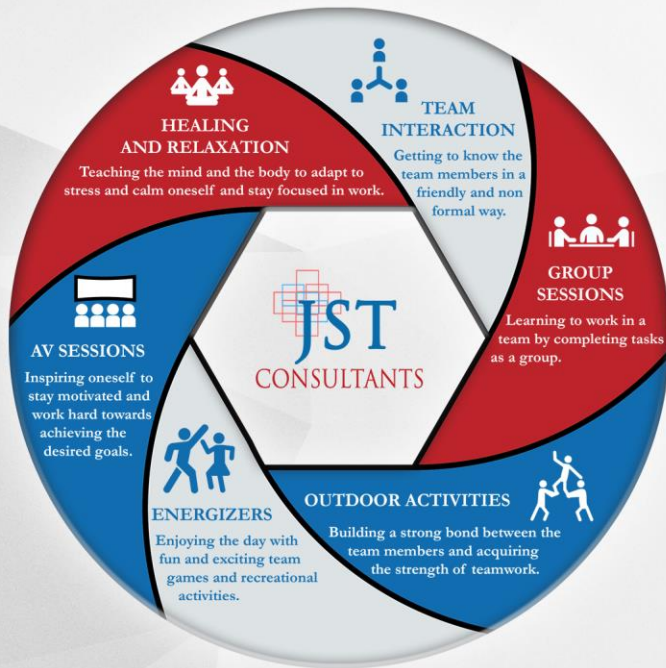 HEALING
AND RELAXATION
Teaching the mind and the body to adapt to
stress and calm oneself and stay focused in work.
TEAM
INTERACTION
Getting to know the
team members in a
friendly and non
formal way.
GROUP
SESSIONS
Learning to work in a
team by completing tasks
as a group.
OUTDOOR ACTIVITIES
Building a strong bond between the
team members and acquiring
the strength of teamwork.
ENERGIZERS
Enjoying the day with
fun and exciting team
games and recreational
activities.
AV SESSIONS
Inspiring oneself to
stay motivated and
work hard towards
achieving the
desired goals.
JST
CONSULTANTS